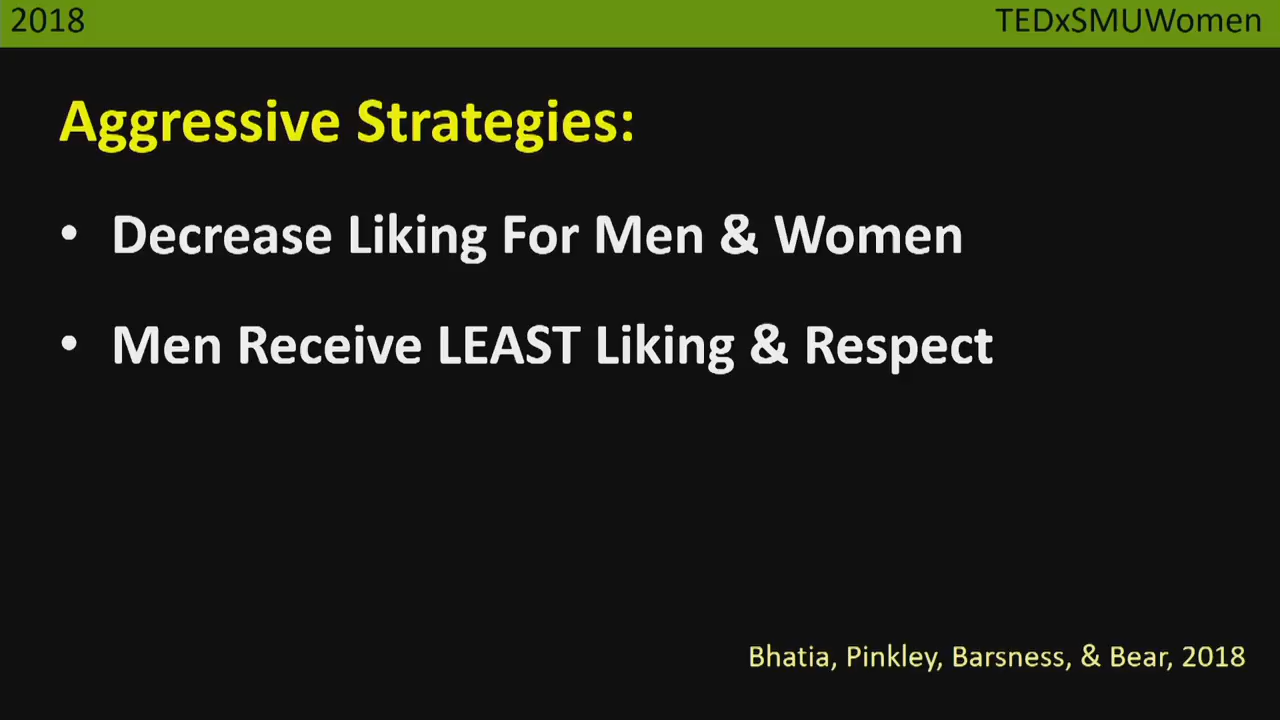 2018 TEDxSMUWomen
Aggressive Strategies:
• Decrease Liking For Men & Women
• Men Receive LEAST Liking & Respect
Bhatia, Pinkley, Barsness, & Bear, 2018